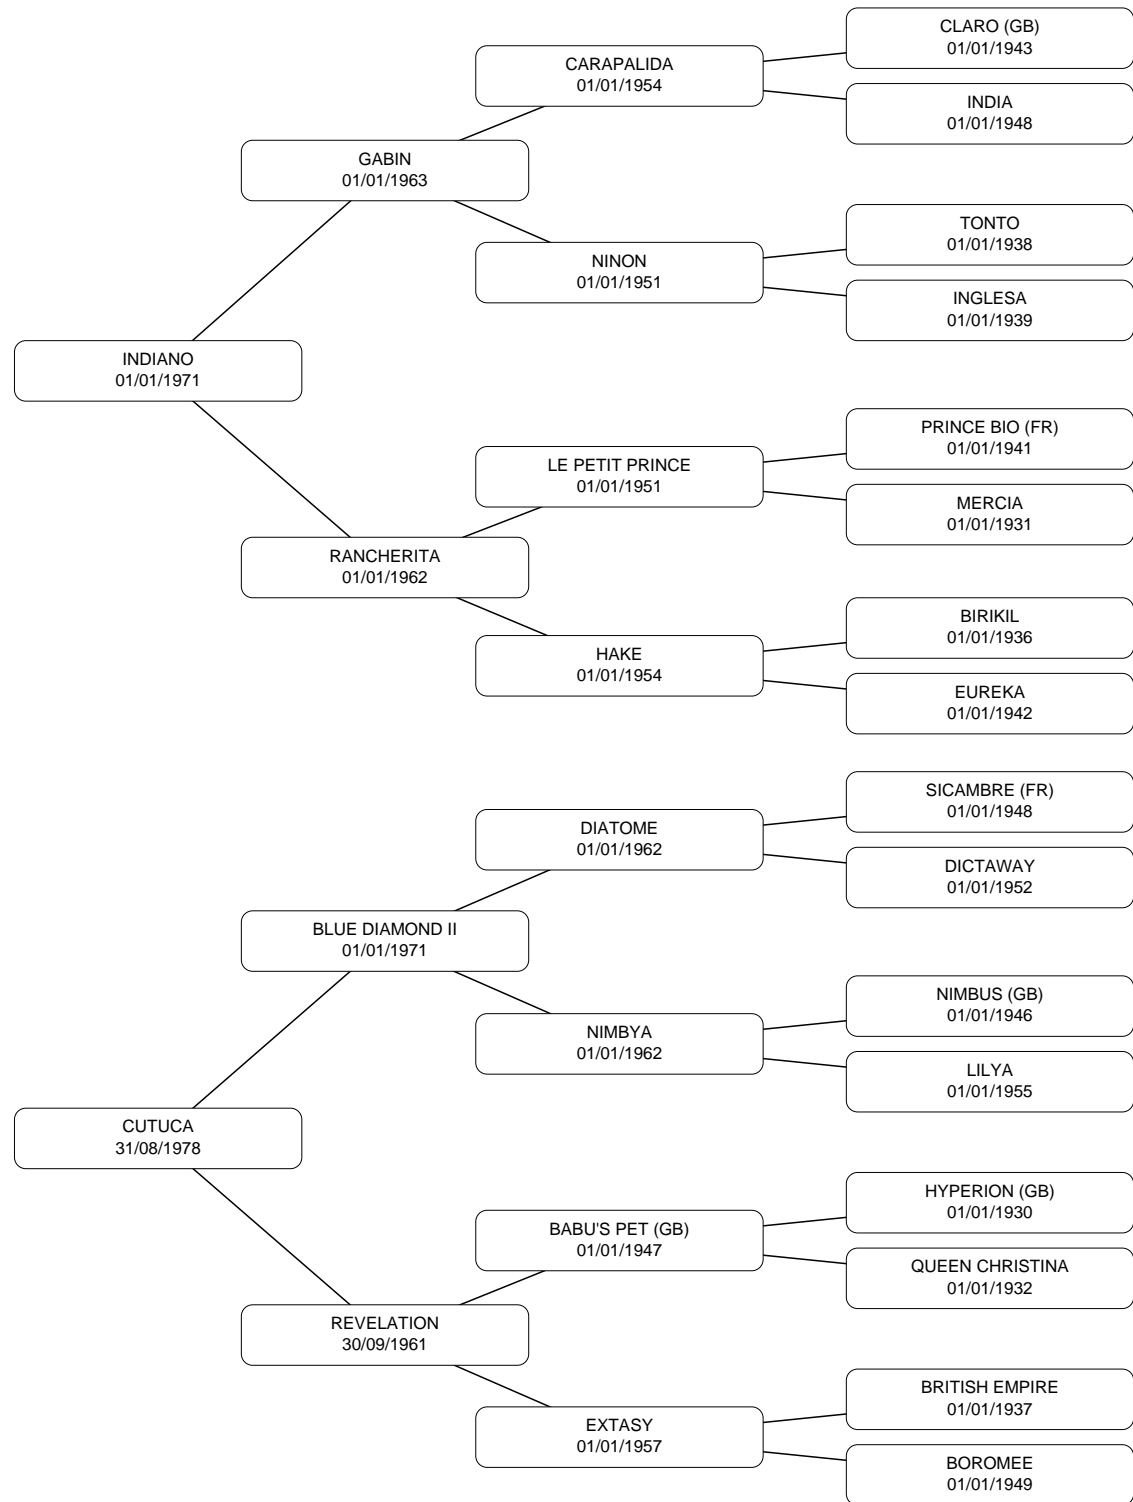 CLARO (GB)
01/01/1943
CARAPALIDA
01/01/1954
INDIA
01/01/1948
GABIN
01/01/1963
TONTO
01/01/1938
NINON
01/01/1951
INGLESA
01/01/1939
INDIANO
01/01/1971
PRINCE BIO (FR)
01/01/1941
LE PETIT PRINCE
01/01/1951
MERCIA
01/01/1931
RANCHERITA
01/01/1962
BIRIKIL
01/01/1936
HAKE
01/01/1954
EUREKA
01/01/1942
SICAMBRE (FR)
01/01/1948
DIATOME
01/01/1962
DICTAWAY
01/01/1952
BLUE DIAMOND II
01/01/1971
NIMBUS (GB)
01/01/1946
NIMBYA
01/01/1962
LILYA
01/01/1955
CUTUCA
31/08/1978
HYPERION (GB)
01/01/1930
BABU'S PET (GB)
01/01/1947
QUEEN CHRISTINA
01/01/1932
REVELATION
30/09/1961
BRITISH EMPIRE
01/01/1937
EXTASY
01/01/1957
BOROMEE
01/01/1949